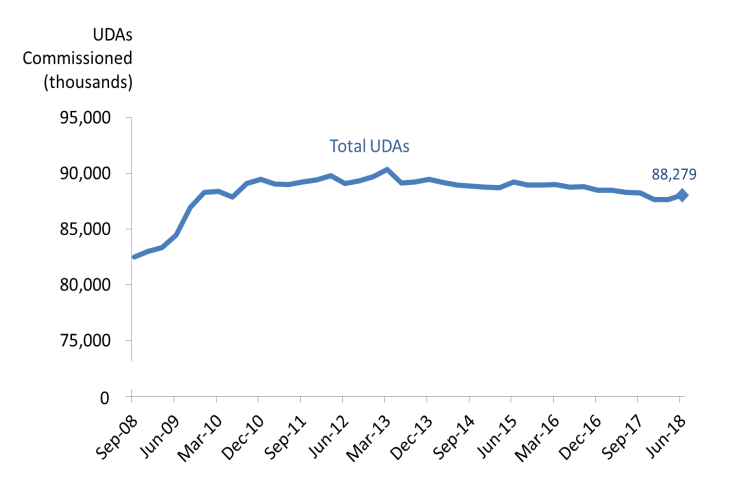 UDAs
Commissioned
(thousands)
95,000
Total UDAs
90,000
88,279
85,000
80,000
75,000
0
Sep-08
Jun-09
Mar-10
Dec-10
Sep-11
Jun-12
Mar-13
Dec-13
Sep-14
Jun-15
Mar-16
Dec-16
Sep-17
Jun-18